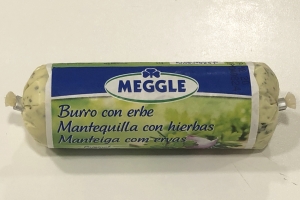 MEGGLE
Burro con erbe
Mantequilla con hierbas
Manteiga com ervas